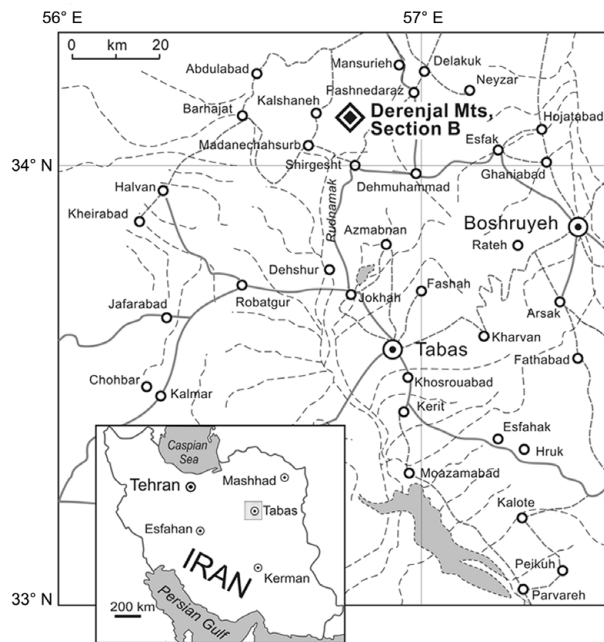 56° E
57° E
0 km 20
Mansurieh
Delakuk
Abdulabad
Neyzar
Pashnedaraz
Kalshaneh
Barhajat
Derenjal Mts,
Section B
Hojatabad
Madanechahsurb
Esfak
34° N
Shirgesht
Ghaniabad
Dehmuhammad
Halvan
Rudhamak
Kheirabad
Azmabnan
Boshruyeh
Rateh
Dehshur
Robatgur
Jokhah
Fashah
Jafarabad
Arsak
Kharvan
Tabas
Fathabad
Khosrouabad
Chohbar
Kalmar
Kerit
Esfahak
Hruk
Moazamabad
Kalote
Peikuh
Parvareh
33° N
Caspian
Sea
Mashhad
Tehran
Tabas
Esfahan
IRAN
Kerman
200 km
Persian Gulf